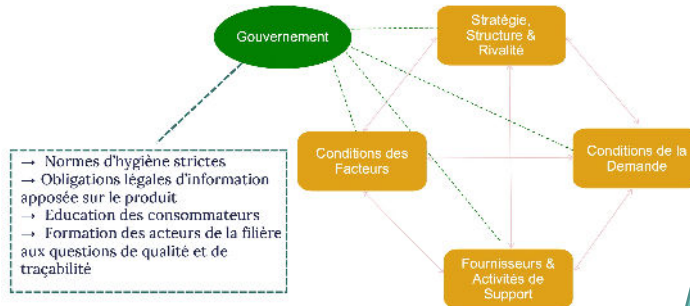 Stratégie,
Structure &
Rivalité
Gouvernement
→ Normes d'hygiène strictes
→ Obligations légales d'information
apposée sur le produit
→ Education des consommateurs
→ Formation des acteurs de la filière
aux questions de qualité et de
traçabilité
Conditions des
Facteurs
Conditions de la
Demande
Fournisseurs &
Activités de
Support